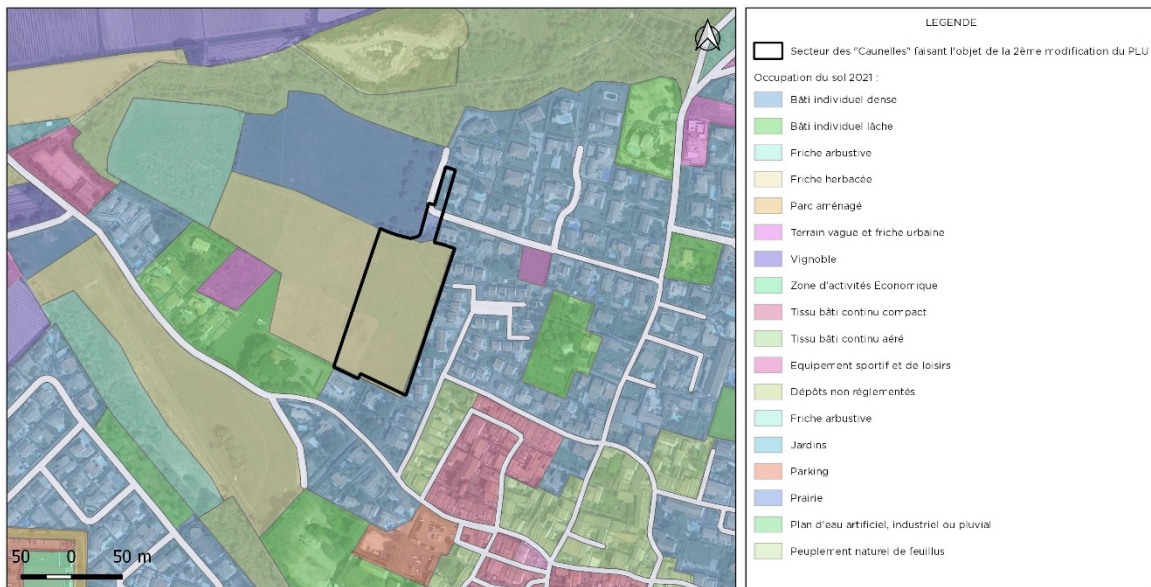 LEGENDE
Secteur des "Caunelles" faisant l'objet de la 2ème modification du PLU
Occupation du sol 2021 :
Bâti individuel dense
Bâti individuel lâche
Friche arbustive
Friche herbacée
Parc aménagé
Terrain vague et friche urbaine
Vignoble
Zone d'activités Economique
Tissu bâti continu compact
Tissu bâti continu aéré
Equipement sportif et de loisirs
Dépôts non réglementés
Friche arbustive
Jardins
Parking
Prairie
Plan d'eau artificiel, industriel ou pluvial
Peuplement naturel de feuillus
50 0 50 m